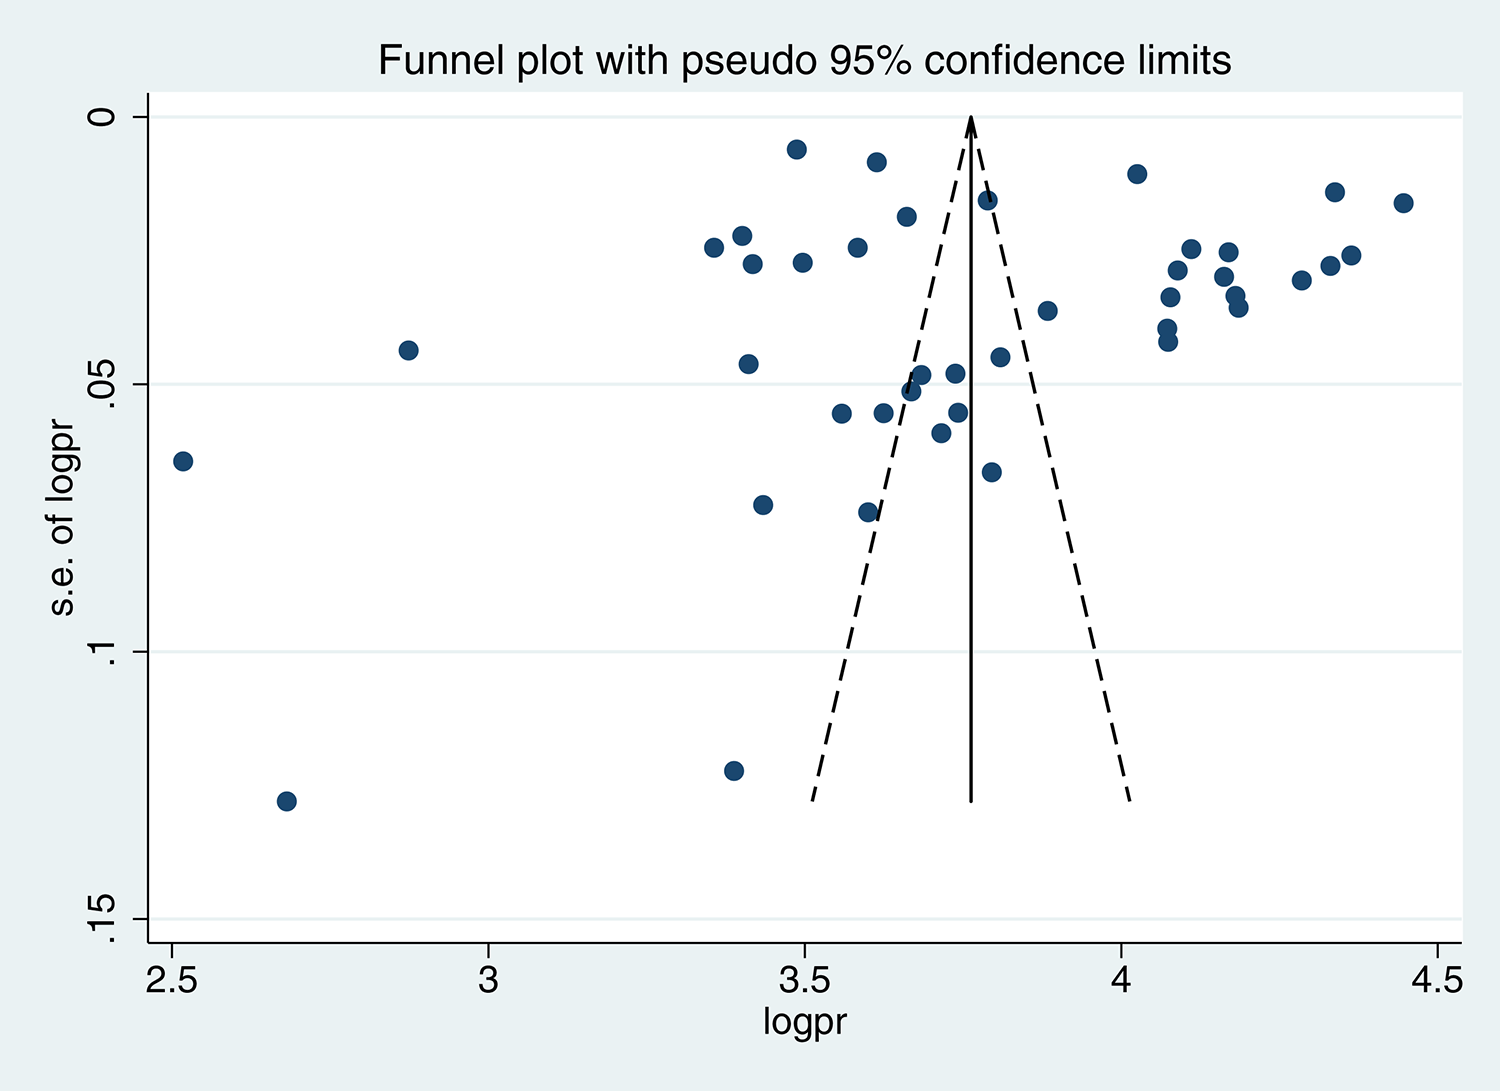 Funnel plot with pseudo 95% confidence limits
0
.05
.1
.15
s.e. of logpr
2.5 3 3.5 4 4.5
logpr